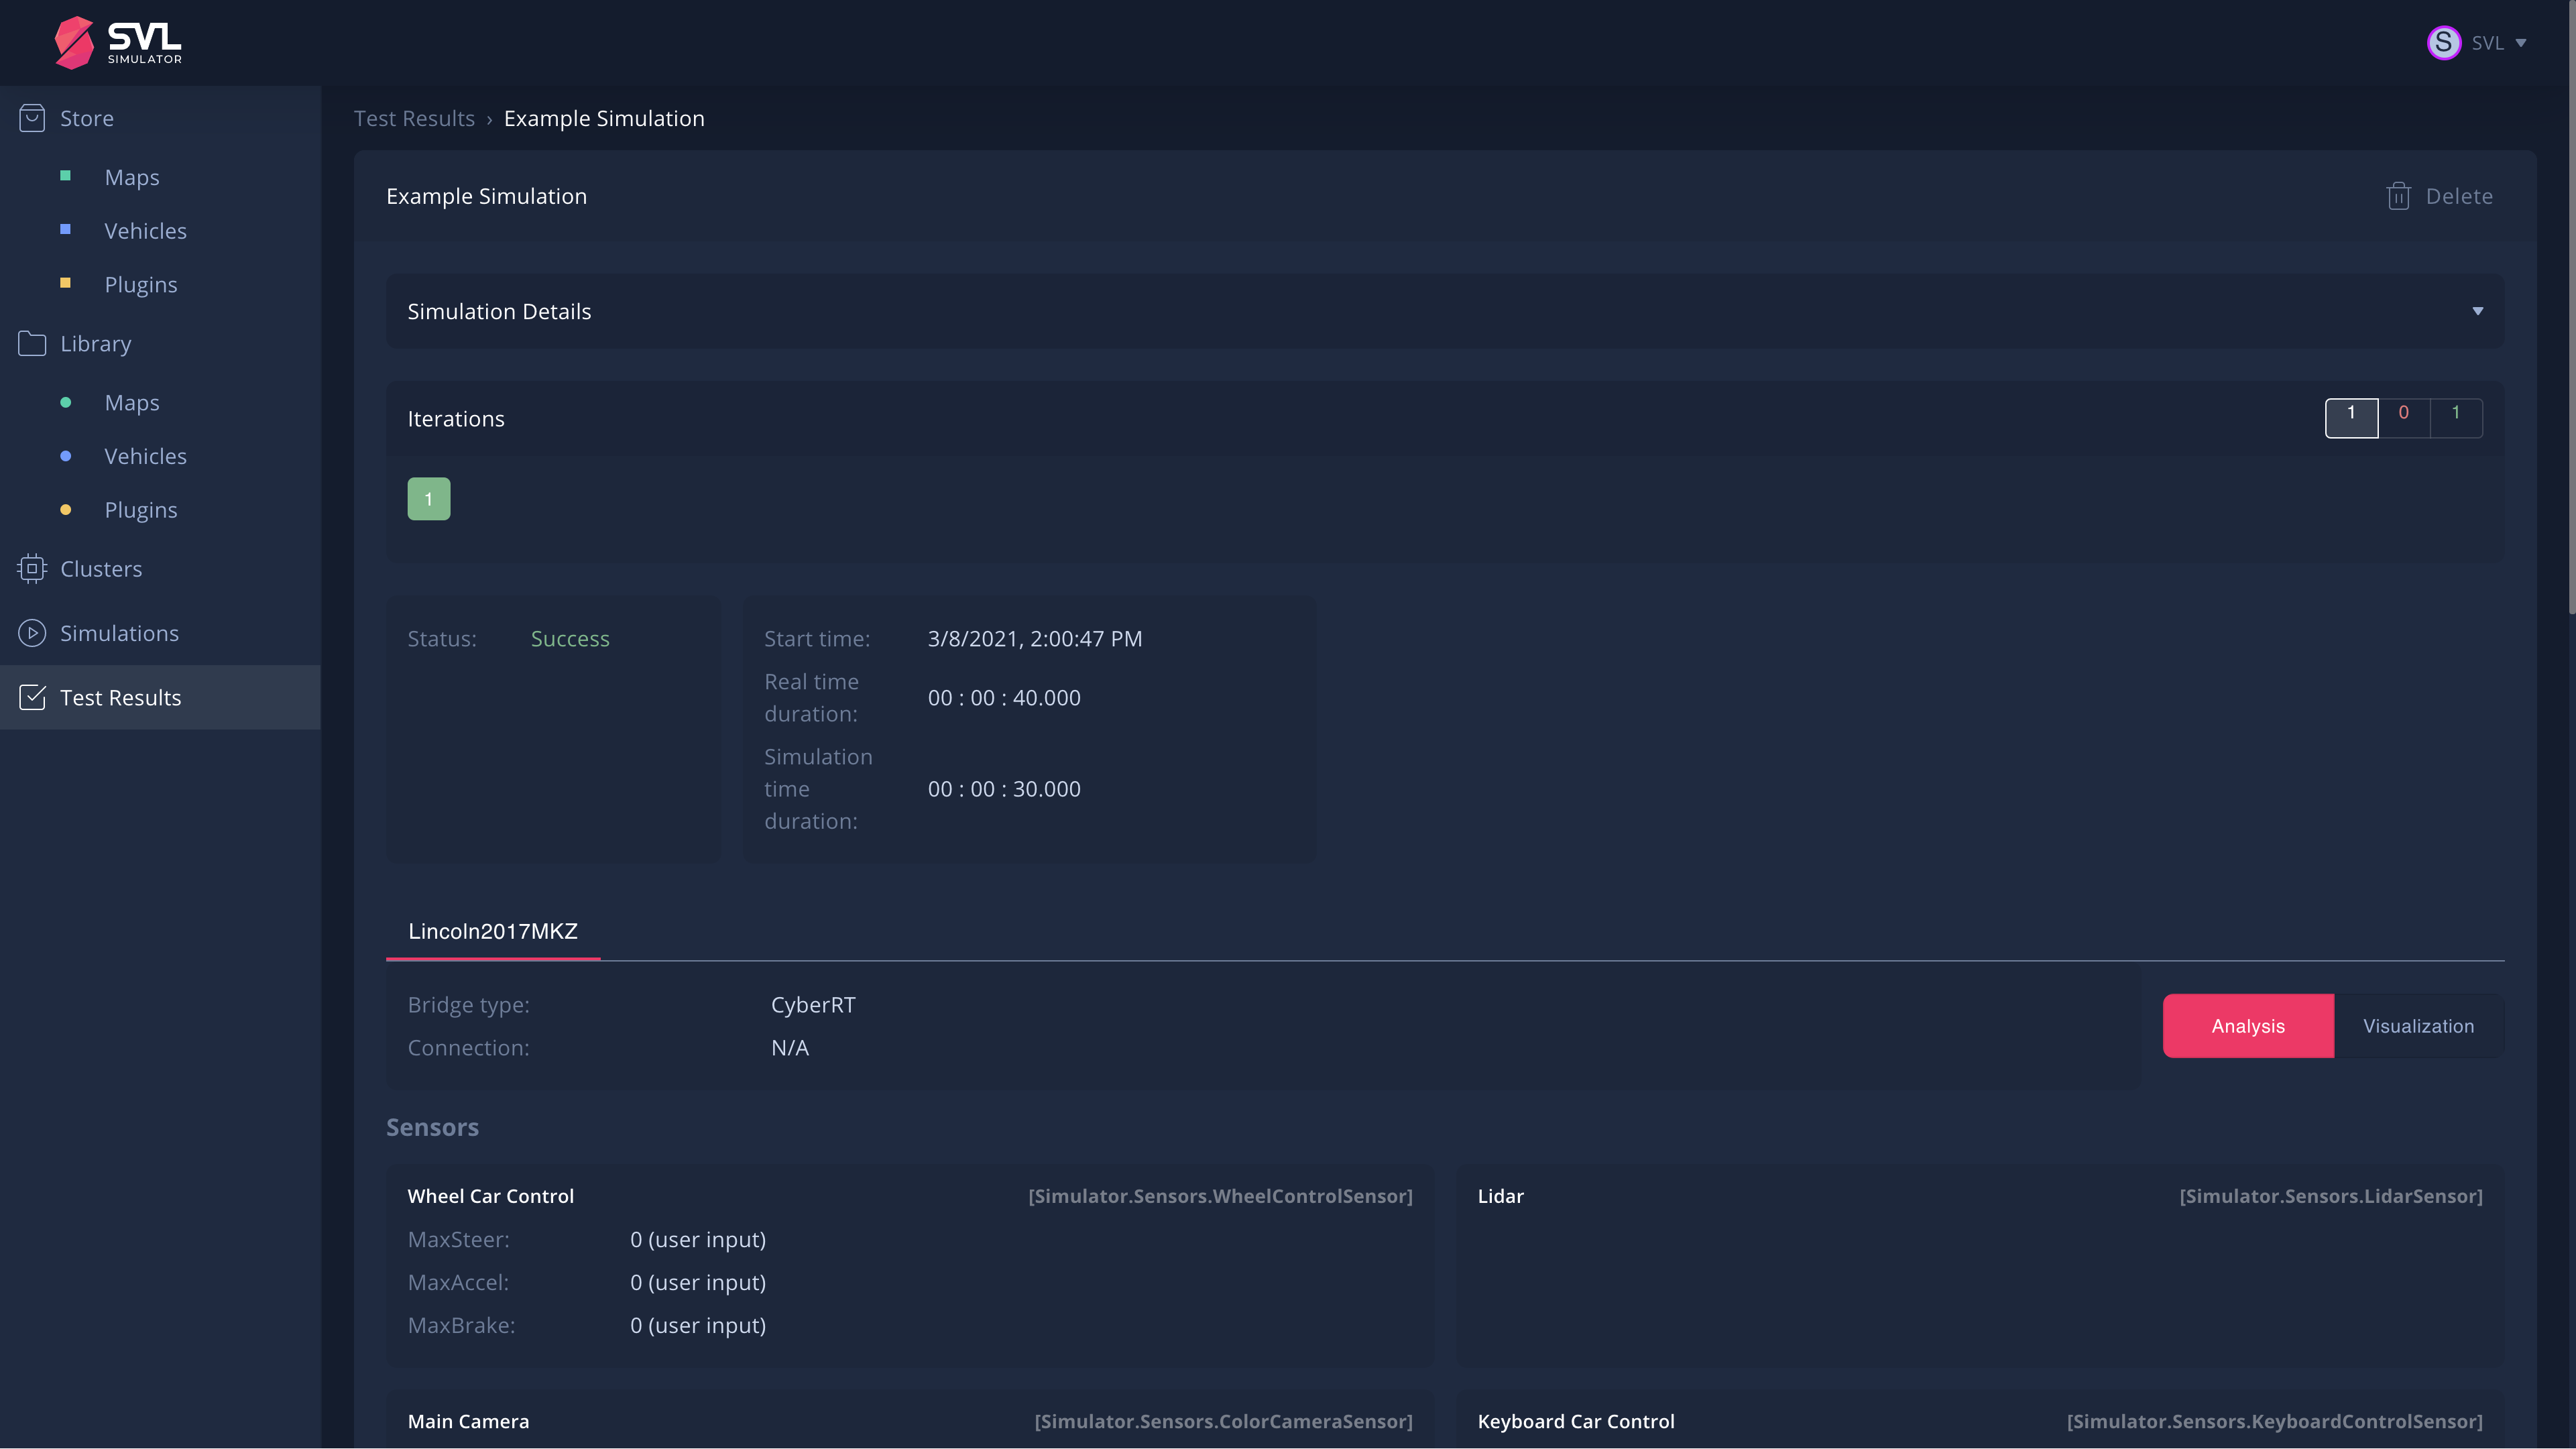 SVL
SIMULATOR
S
SVL
Store
Maps
Vehicles
Plugins
Library
Maps
Vehicles
Plugins
Clusters
Simulations
Test Results
Test Results › Example Simulation
Example Simulation
Delete
Simulation Details
Iterations
1 0 1
1
Status: Success
Start time: 3/8/2021, 2:00:47 PM
Real time
duration:
00 : 00 : 40.000
Simulation
time
duration:
00 : 00 : 30.000
Lincoln2017MKZ
Bridge type: CyberRT
Connection: N/A
Analysis
Visualization
Sensors
Wheel Car Control [Simulator.Sensors.WheelControlSensor]
MaxSteer: 0 (user input)
MaxAccel: 0 (user input)
MaxBrake: 0 (user input)
Lidar [Simulator.Sensors.LidarSensor]
Main Camera [Simulator.Sensors.ColorCameraSensor]
Keyboard Car Control [Simulator.Sensors.KeyboardControlSensor]